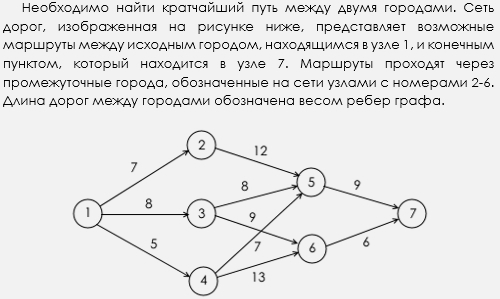 Необходимо найти кратчайший путь между двумя городами. Сеть
дорог, изображенная на рисунке ниже, представляет возможные
маршруты между исходным городом, находящимся в узле 1, и конечным
пунктом, который находится в узле 7. Маршруты проходят через
промежуточные города, обозначенные на сети узлами с номерами 2-6.
Длина дорог между городами обозначена весом ребер графа.
2
7
12
8
5
9
1
8
3
9
7
5
7
6
6
4
13